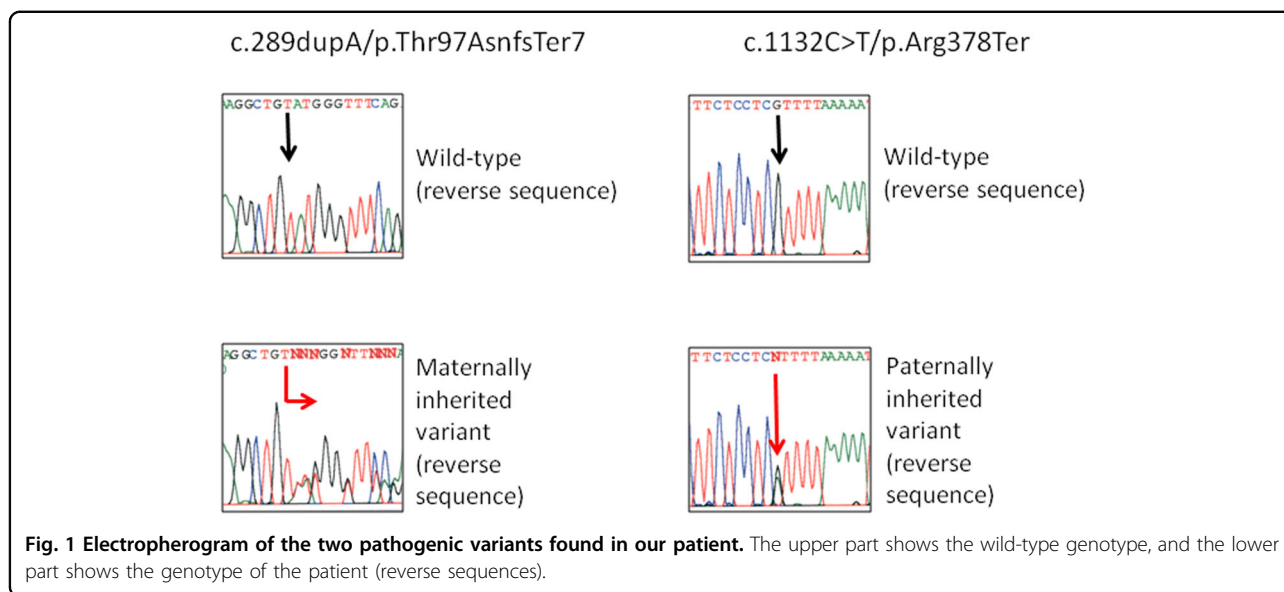 c.289dupA/p.Thr97AsnfsTer7
c.1132C>T/p.Arg378Ter
AGGCTGTATGGGTTTCAG
Wild-type
(reverse sequence)
TTCTCCTCGTTTTAAAAAT
Wild-type
(reverse sequence)
AGGCTGTNNNGGNTTNNNA
Maternally
inherited
variant
(reverse
sequence)
TTCTCCTCNTTTTAAAAAT
Paternally
inherited
variant
(reverse
sequence)
Fig. 1 Electropherogram of the two pathogenic variants found in our patient. The upper part shows the wild-type genotype, and the lower
part shows the genotype of the patient (reverse sequences).